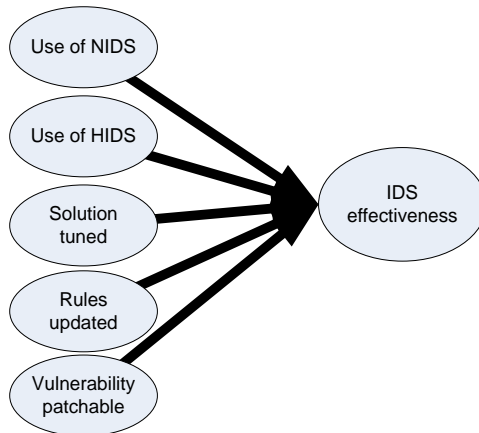 Use of NIDS
Use of HIDS
Solution
tuned
Rules
updated
Vulnerability
patchable
IDS
effectiveness